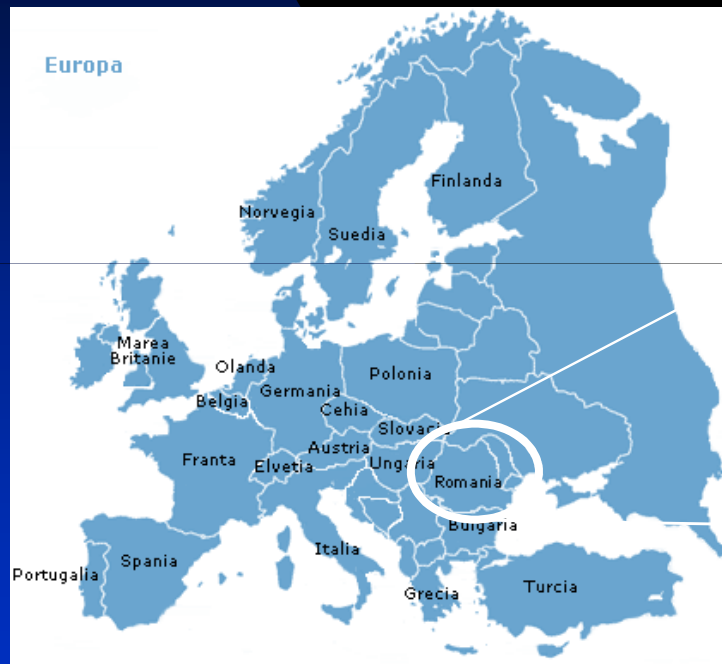 Europa
Finlanda
Norvegia
Suedia
Marea
Britanie
Olanda
Polonia
Germania
Belgia
Cehia
Slovacia
Austria
Franta
Elvetia
Ungaria
Romania
Bulgaria
Italia
Spania
Portugalia
Grecia
Turcia